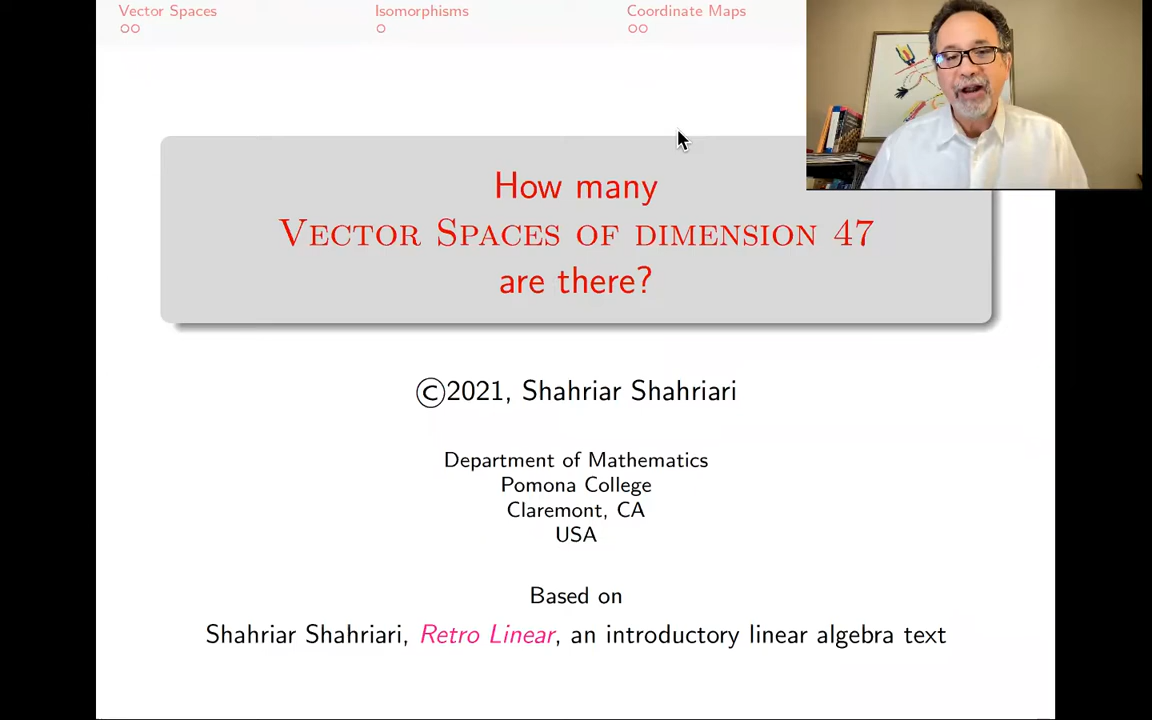 Vector Spaces
Isomorphisms
Coordinate Maps
How many
VECTOR SPACES OF DIMENSION 47
are there?
©2021, Shahriar Shahriari
Department of Mathematics
Pomona College
Claremont, CA
USA
Based on
Shahriar Shahriari, Retro Linear, an introductory linear algebra text